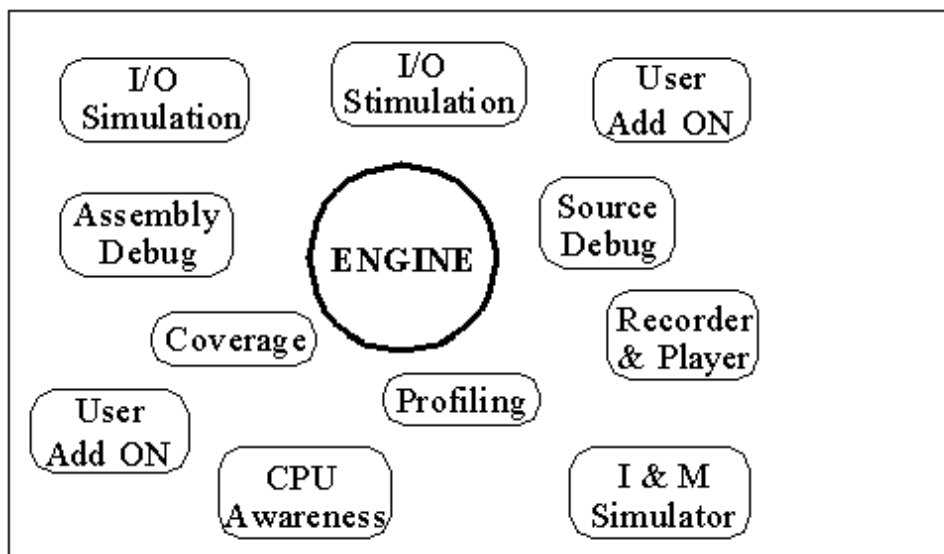 I/O
Simulation
I/O
Stimulation
User
Add ON
Assembly
Debug
ENGINE
Source
Debug
Coverage
Recorder
& Player
Profiling
User
Add ON
CPU
Awareness
I & M
Simulator